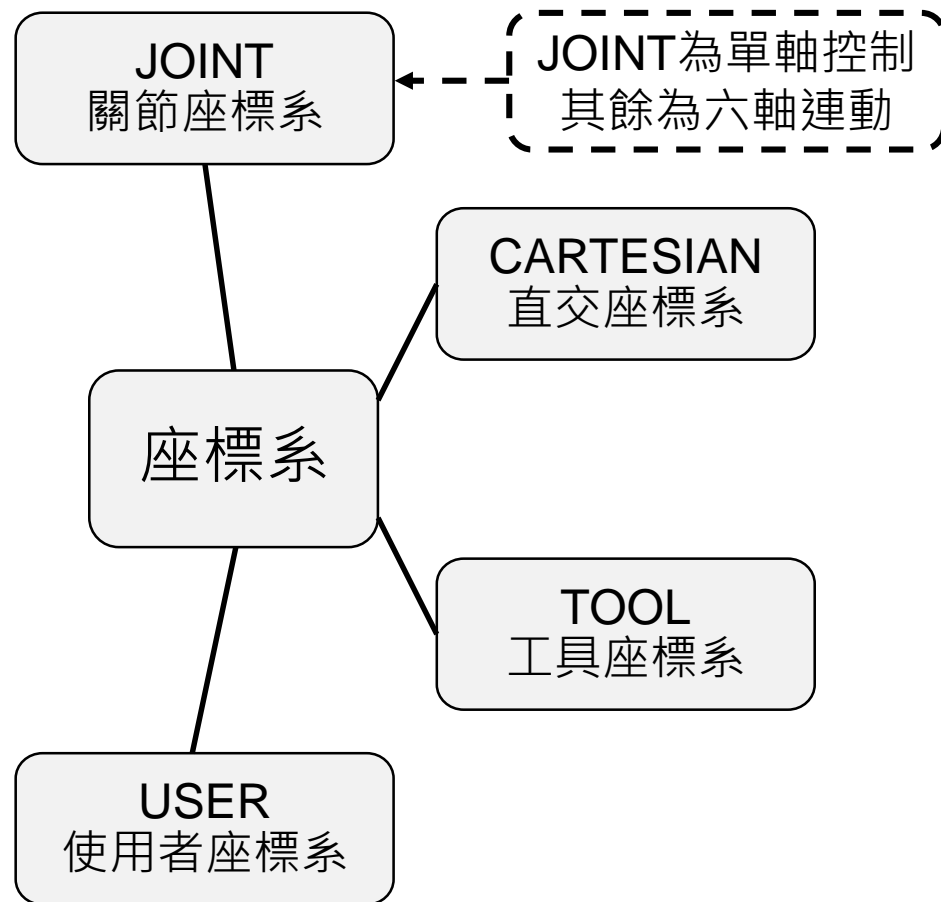 JOINT
關節座標系
JOINT為單軸控制
其餘為六軸連動
CARTESIAN
直交座標系
座標系
TOOL
工具座標系
USER
使用者座標系